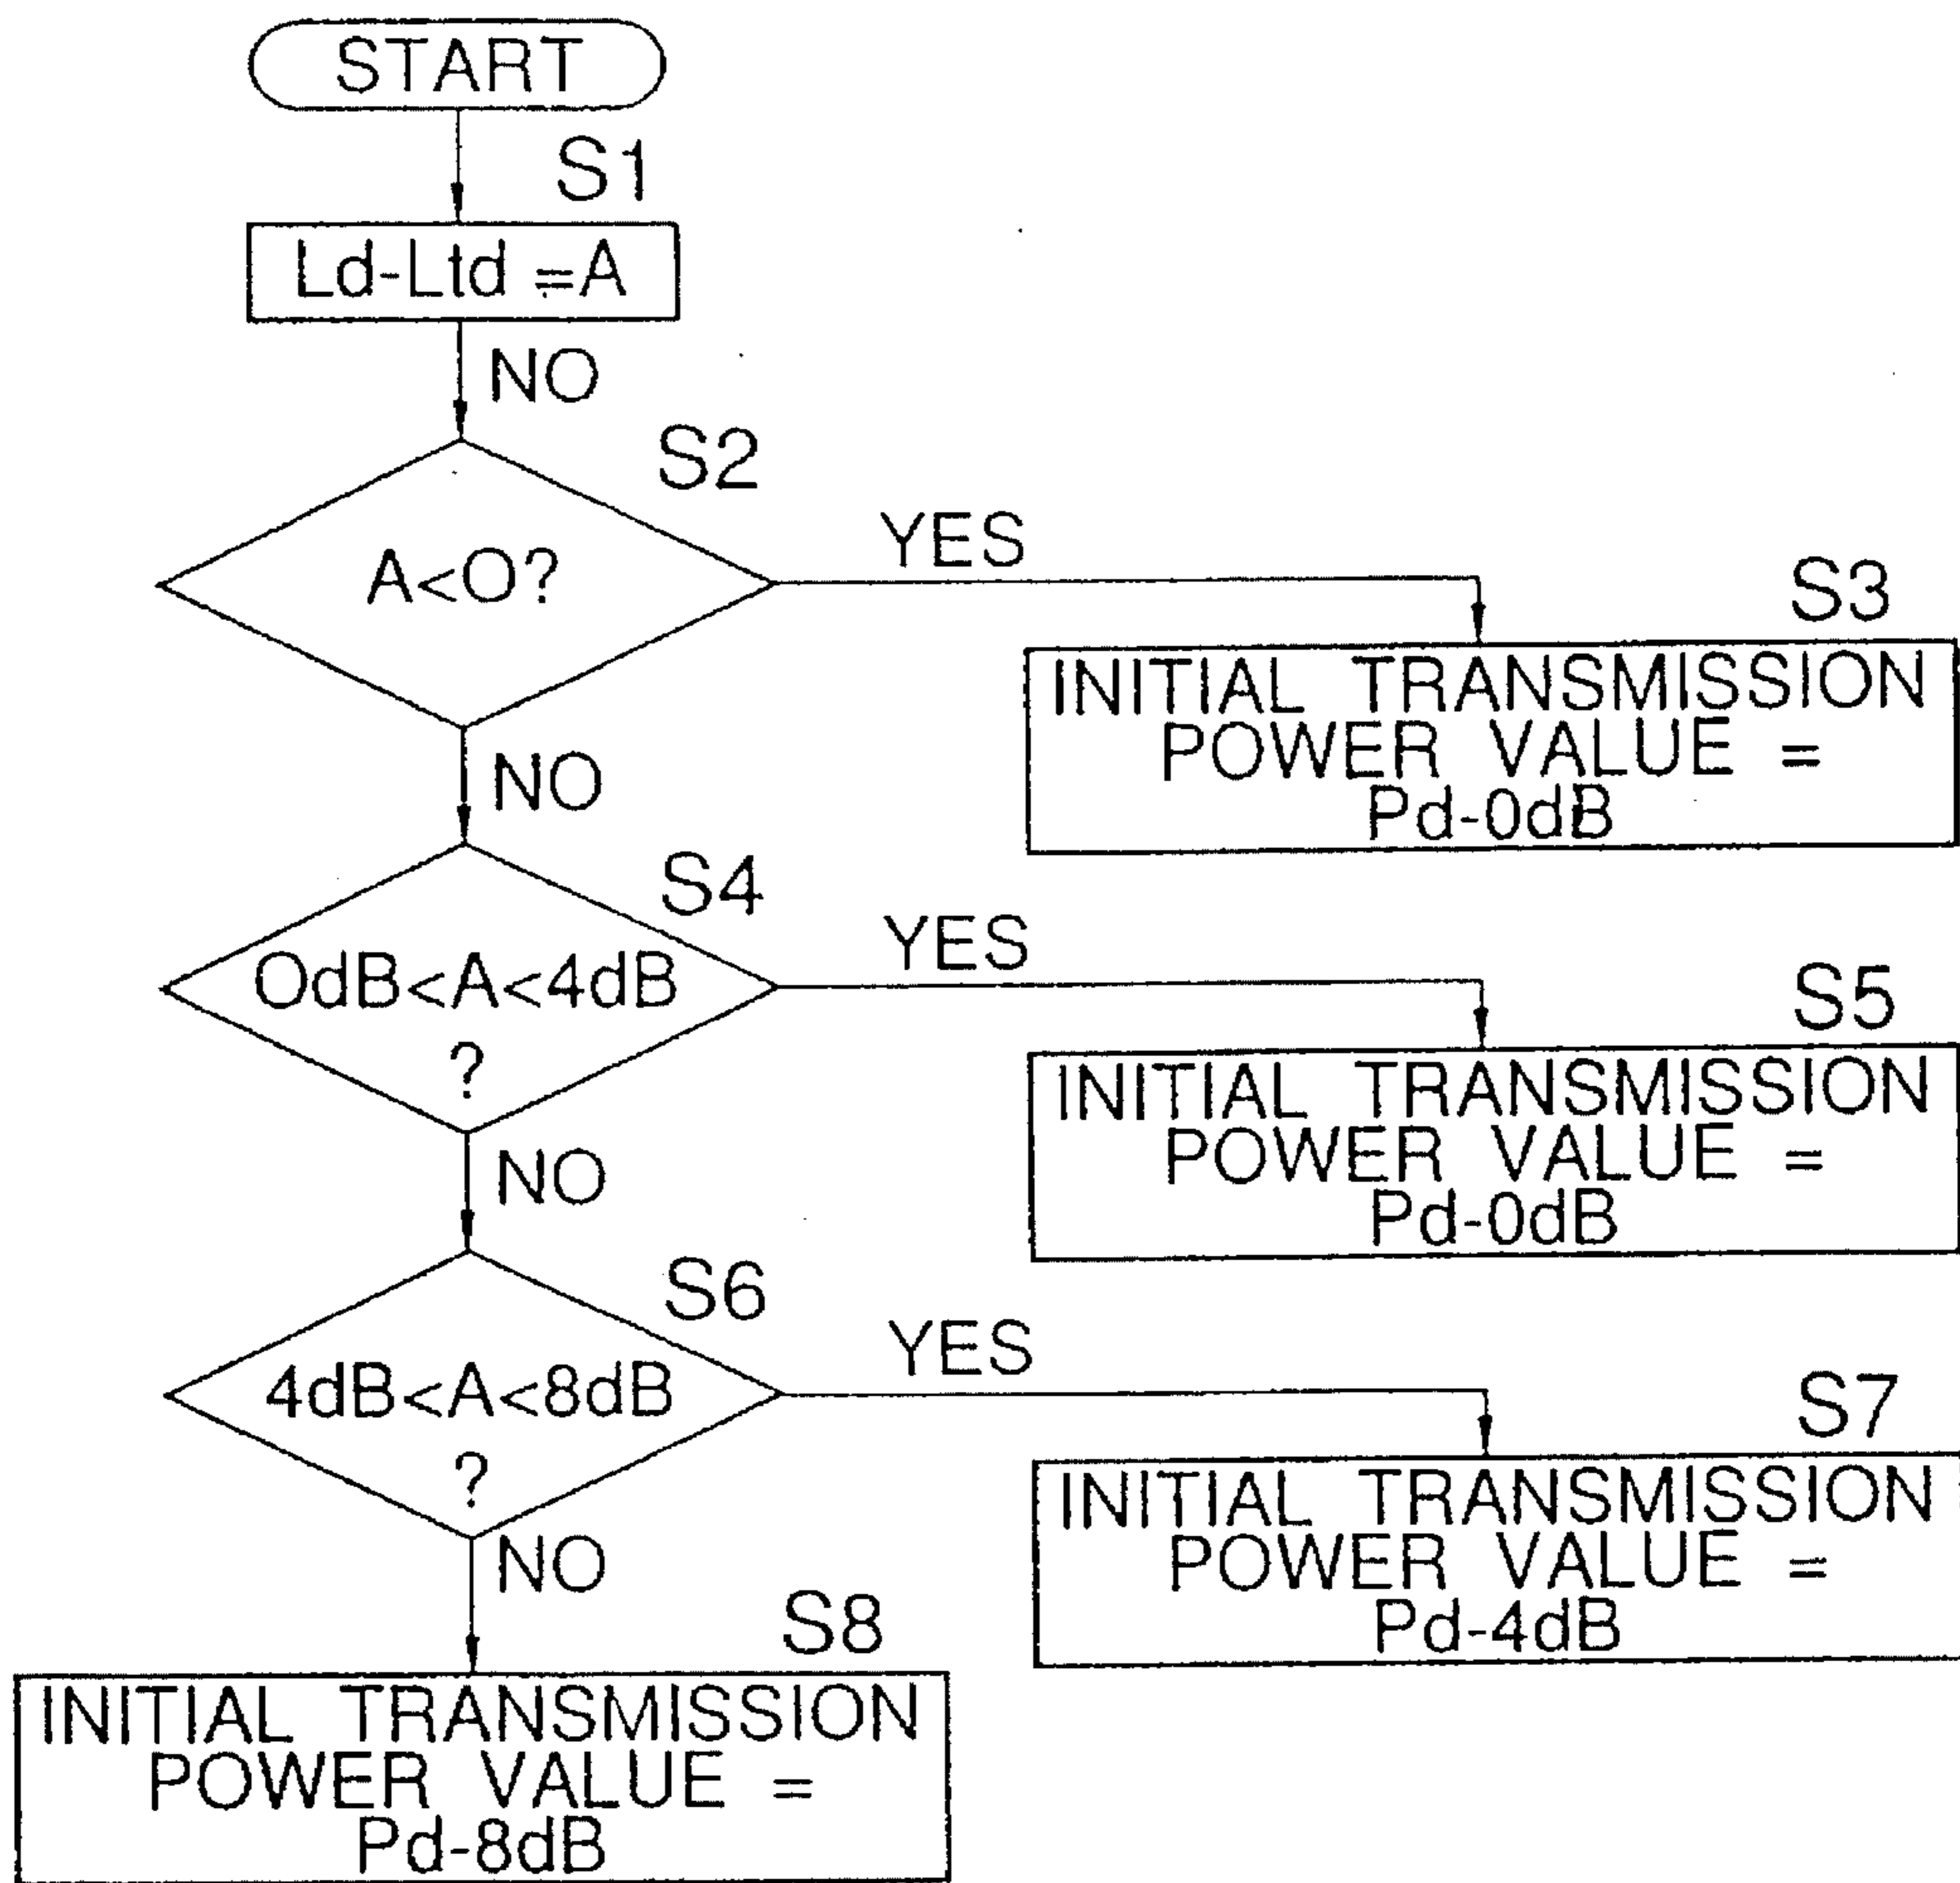 START
S1
Ld-Ltd =A
NO
S2
A<O?
YES
S3
INITIAL TRANSMISSION
POWER VALUE =
Pd-0dB
NO
S4
OdB<A<4dB
?
YES
S5
INITIAL TRANSMISSION
POWER VALUE =
Pd-0dB
NO
S6
4dB<A<8dB
?
YES
S7
INITIAL TRANSMISSION
POWER VALUE =
Pd-4dB
NO
S8
INITIAL TRANSMISSION
POWER VALUE =
Pd-8dB